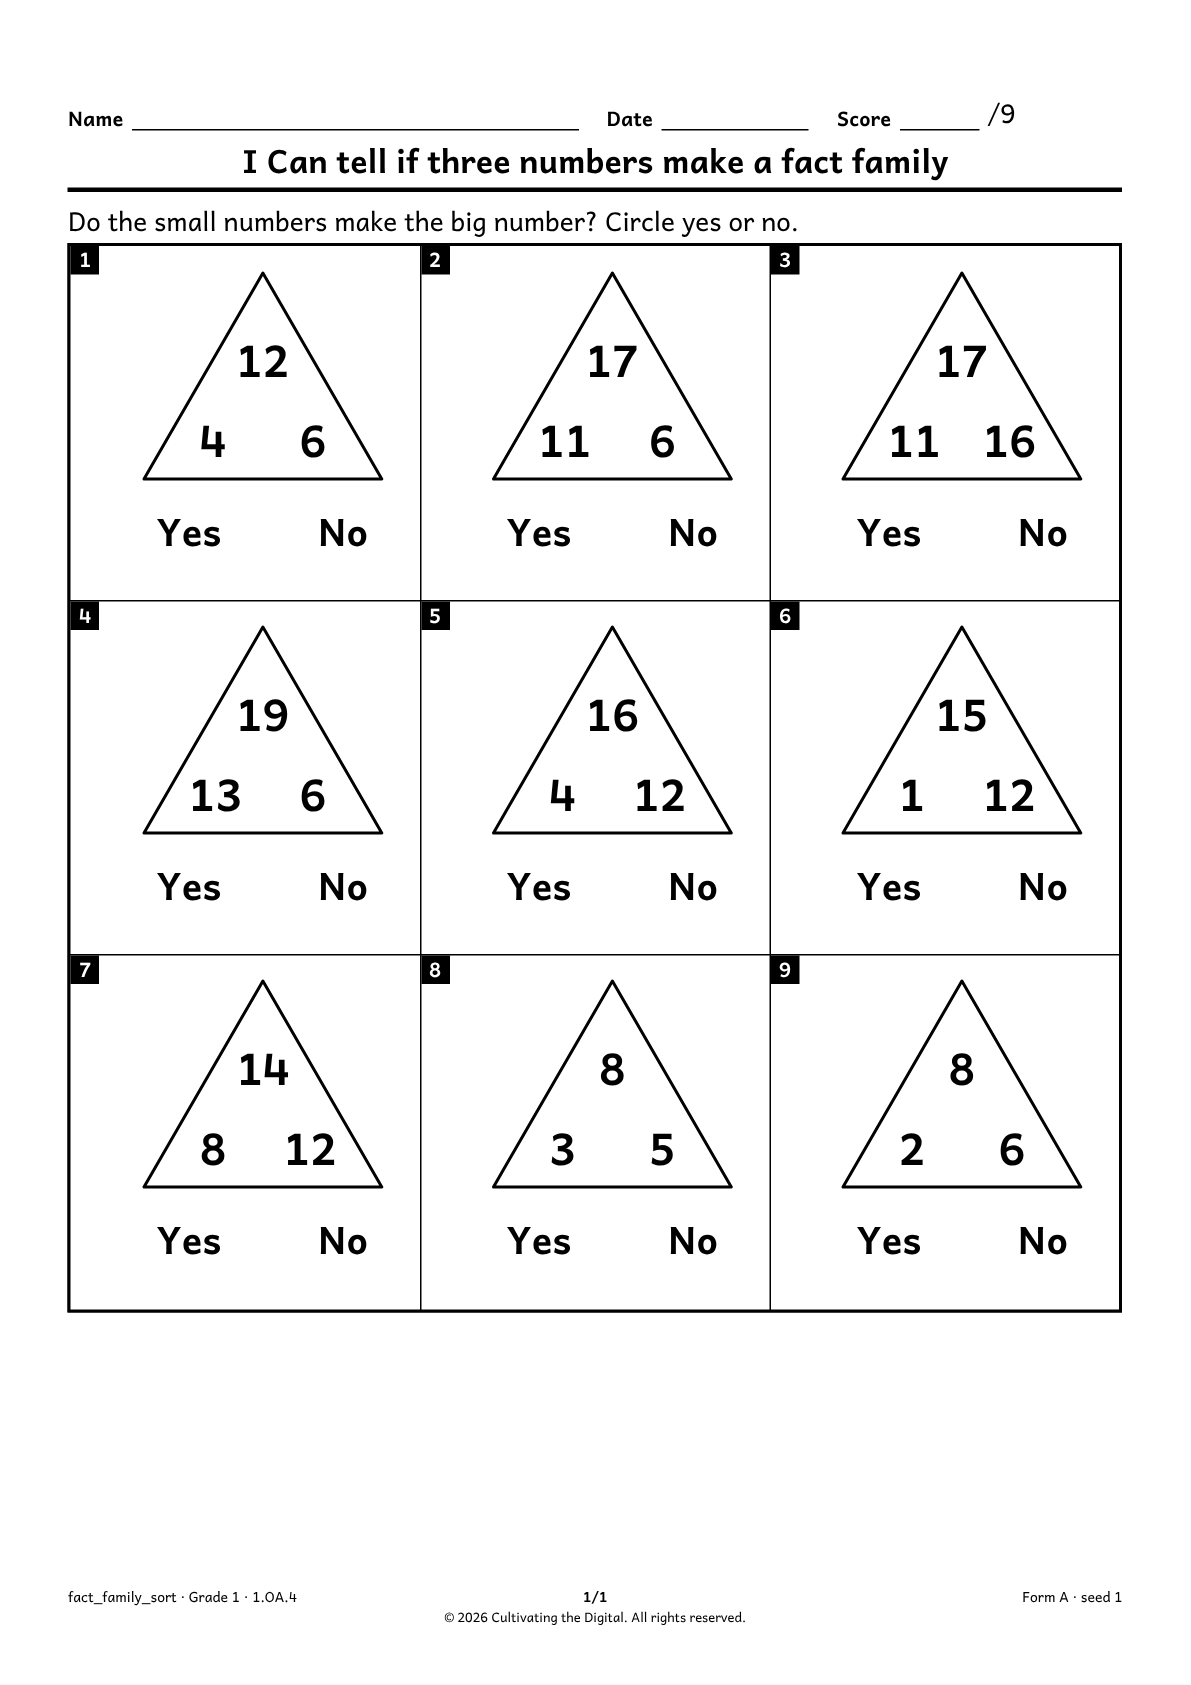 Name Date Score /9
I Can tell if three numbers make a fact family
Do the small numbers make the big number? Circle yes or no.
1
12
4 6
Yes No
2
17
11 6
Yes No
3
17
11 16
Yes No
4
19
13 6
Yes No
5
16
4 12
Yes No
6
15
1 12
Yes No
7
14
8 12
Yes No
8
8
3 5
Yes No
9
8
2 6
Yes No
fact_family_sort · Grade 1 · 1.OA.4 1/1 Form A · seed 1
© 2026 Cultivating the Digital. All rights reserved.